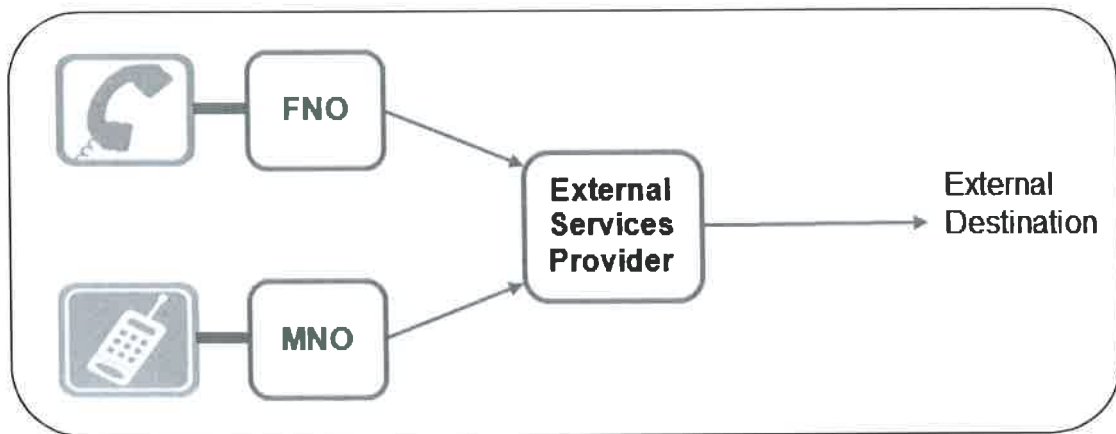 FNO
External
Services
Provider
External
Destination
MNO